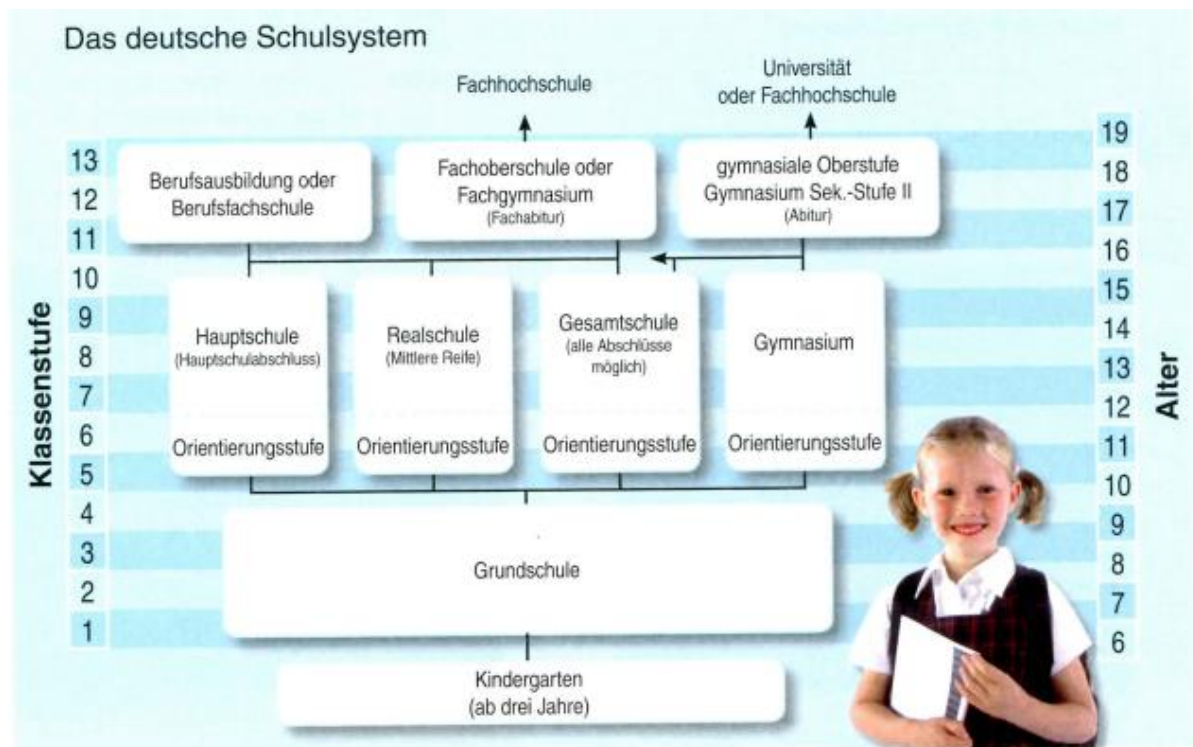 Das deutsche Schulsystem
Fachhochschule
Universität
oder Fachhochschule
Berufsausbildung oder
Berufsfachschule
Fachoberschule oder
Fachgymnasium
(Fachabitur)
gymnasiale Oberstufe
Gymnasium Sek.-Stufe II
(Abitur)
Hauptschule
(Hauptschulabschluss)
Realschule
(Mittlere Reife)
Gesamtschule
(alle Abschlüsse
möglich)
Gymnasium
Orientierungsstufe
Orientierungsstufe
Orientierungsstufe
Orientierungsstufe
Grundschule
Kindergarten
(ab drei Jahre)
Klassenstufe
13
12
11
10
9
8
7
6
5
4
3
2
1
Alter
19
18
17
16
15
14
13
12
11
10
9
8
7
6